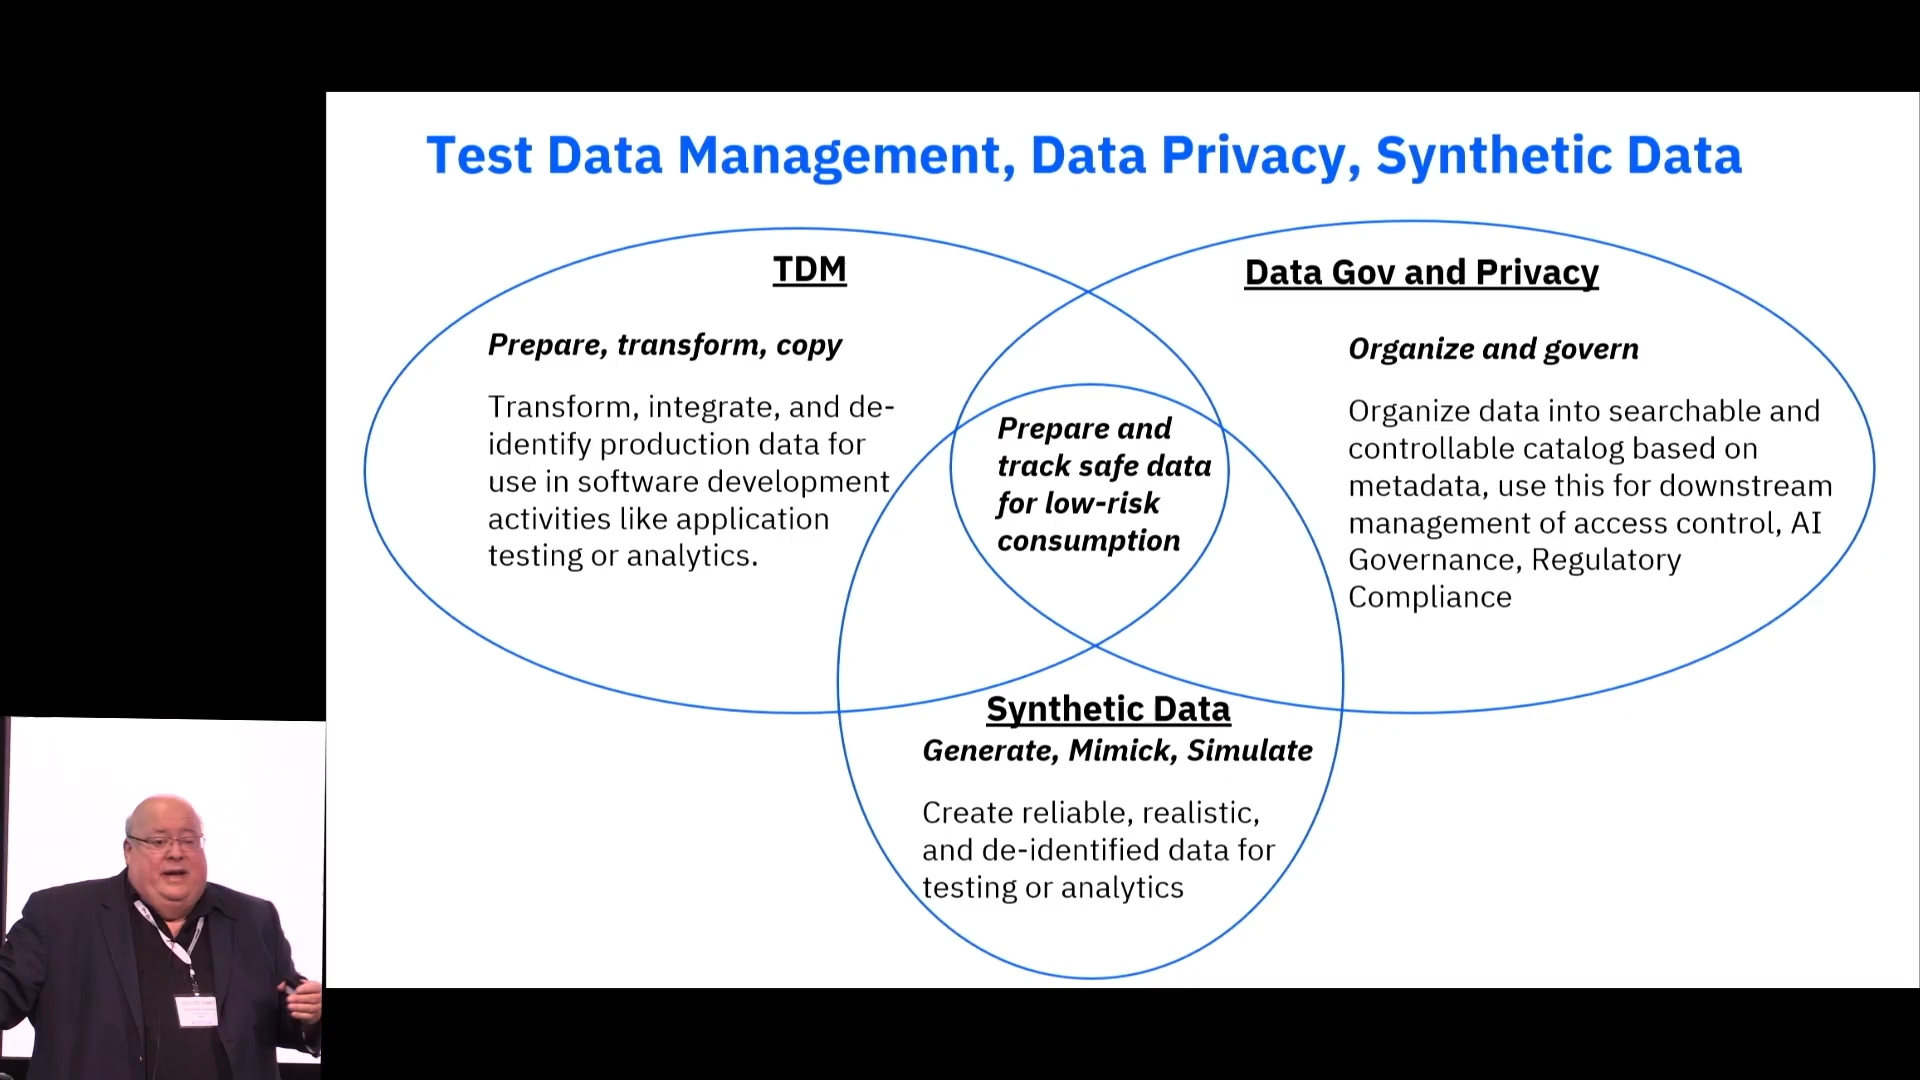 Test Data Management, Data Privacy, Synthetic Data
TDM
Prepare, transform, copy
Transform, integrate, and de-
identify production data for
use in software development
activities like application
testing or analytics.
Data Gov and Privacy
Organize and govern
Organize data into searchable and
controllable catalog based on
metadata, use this for downstream
management of access control, AI
Governance, Regulatory
Compliance
Prepare and
track safe data
for low-risk
consumption
Synthetic Data
Generate, Mimick, Simulate
Create reliable, realistic,
and de-identified data for
testing or analytics